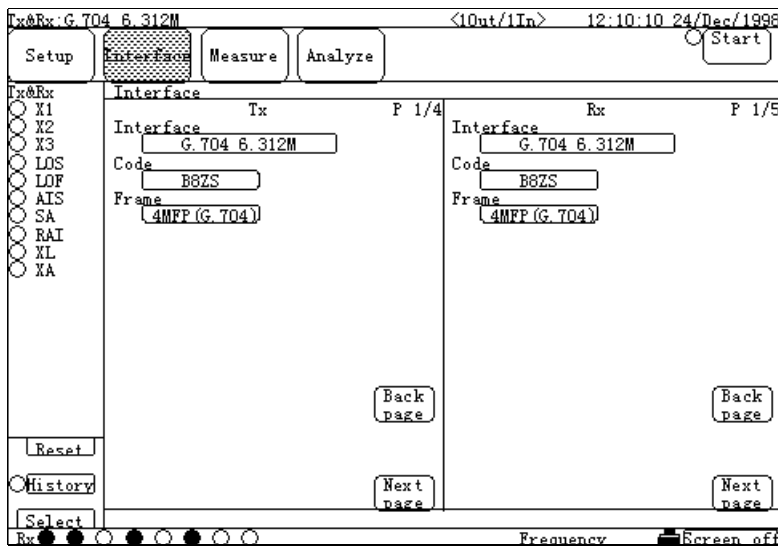 Tx&Rx:G.704 6.312M <1Out/1In> 12:10:10 24/Dec/1998
Setup Interface Measure Analyze Start
Tx&Rx
X1
X2
X3
LOS
LOF
AIS
SA
RAI
XL
XA
Reset
History
Select
Interface
Tx P 1/4
Interface
G.704 6.312M
Code
B8ZS
Frame
4MFP(G.704)
Back page
Next page
Rx P 1/5
Interface
G.704 6.312M
Code
B8ZS
Frame
4MFP(G.704)
Back page
Next page
Rx Frequency Screen off